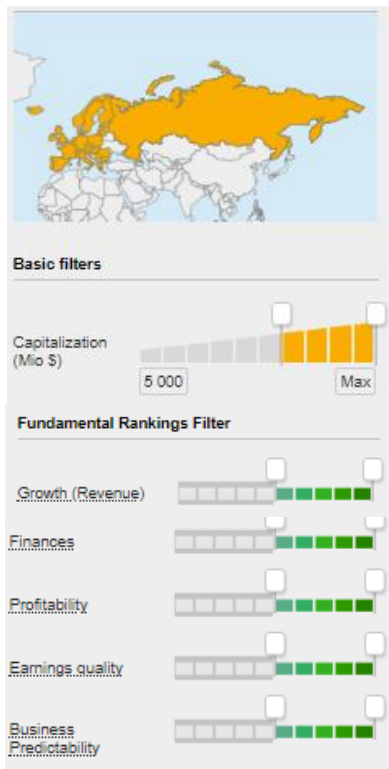 Basic filters
Capitalization
(Mio $)
5 000 Max
Fundamental Rankings Filter
Growth (Revenue)
Finances
Profitability
Earnings quality
Business
Predictability